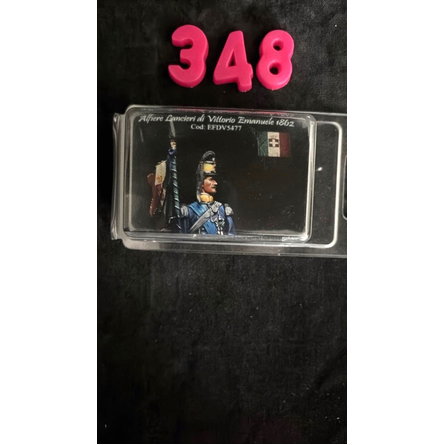 348
Alfiere Lancieri di Vittorio Emanuele 1862
Cod: EFDV5477